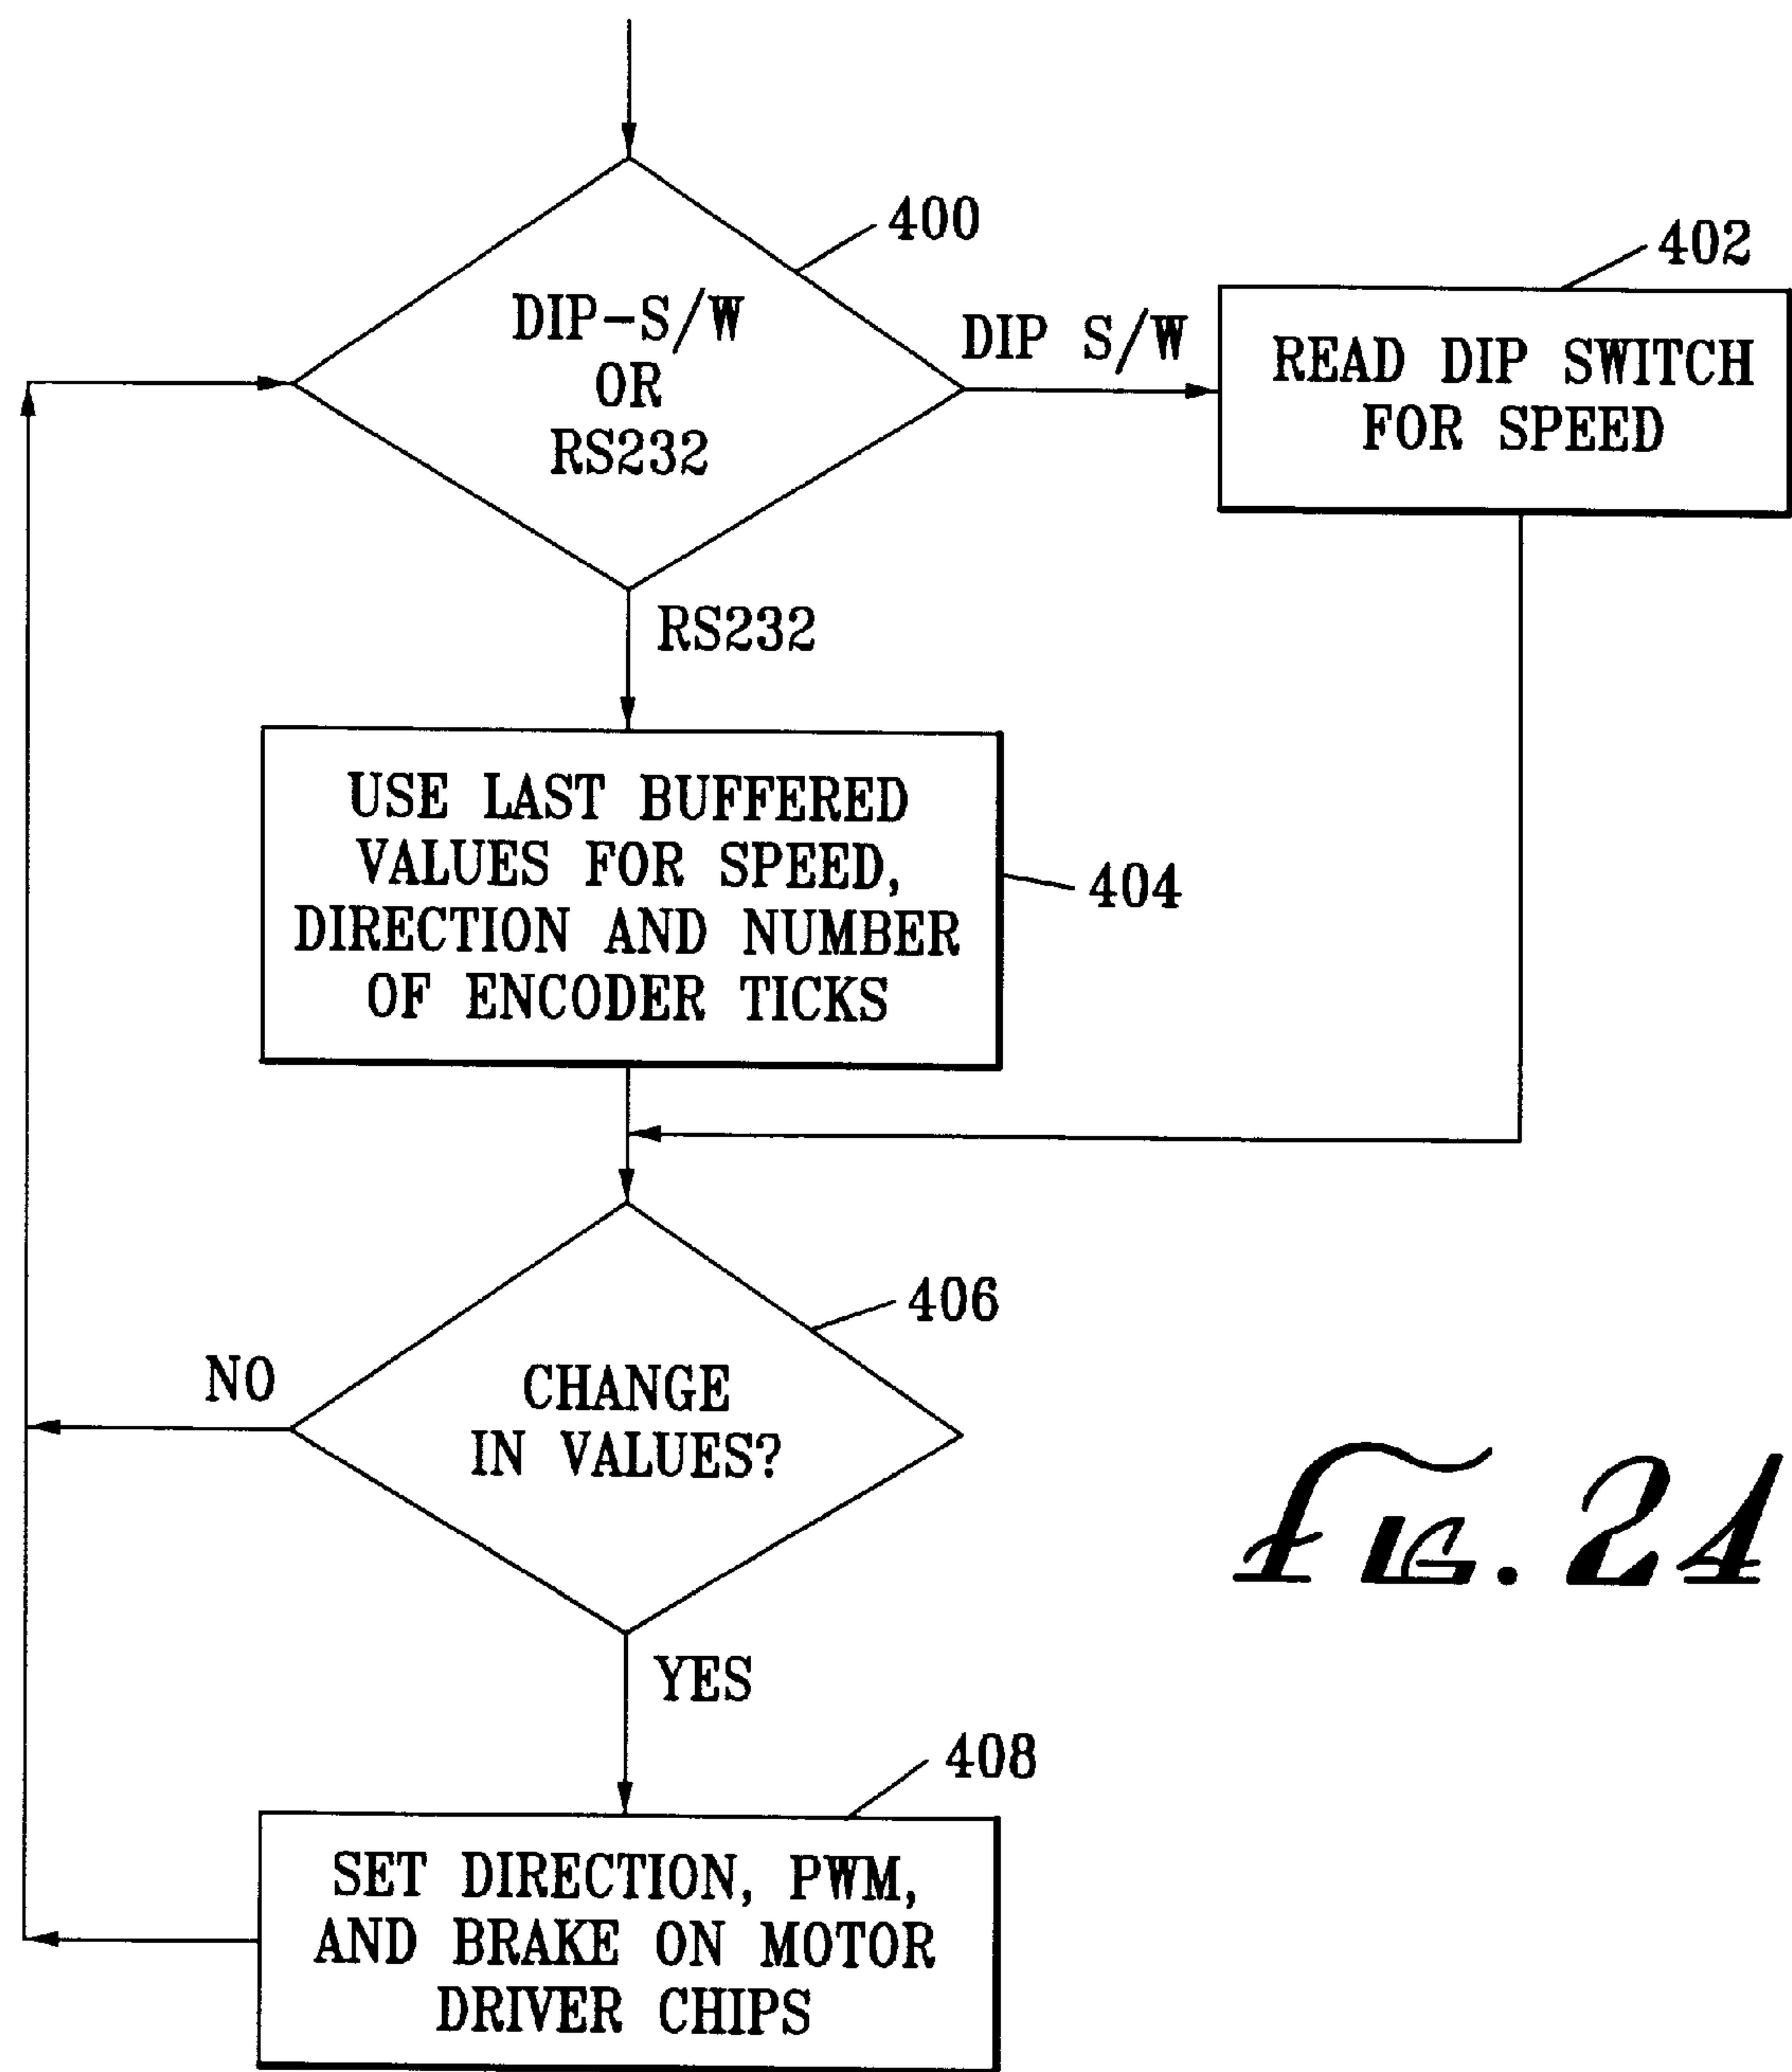 400
DIP-S/W
OR
RS232
DIP S/W
402
READ DIP SWITCH
FOR SPEED
RS232
USE LAST BUFFERED
VALUES FOR SPEED,
DIRECTION AND NUMBER
OF ENCODER TICKS
404
406
CHANGE
IN VALUES?
NO
YES
408
SET DIRECTION, PWM,
AND BRAKE ON MOTOR
DRIVER CHIPS
FIG. 24